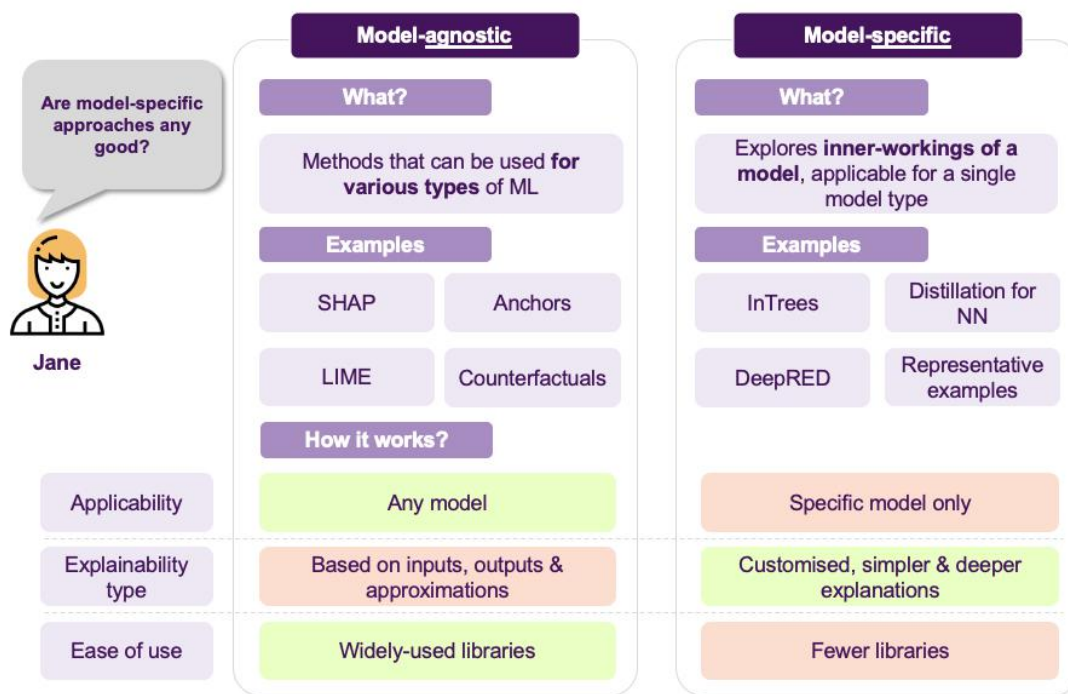 Model-agnostic
Model-specific
Are model-specific
approaches any
good?
Jane
What?
Methods that can be used for
various types of ML
Examples
SHAP
Anchors
LIME
Counterfactuals
How it works?
What?
Explores inner-workings of a
model, applicable for a single
model type
Examples
InTrees
Distillation for
NN
DeepRED
Representative
examples
Applicability
Any model
Specific model only
Explainability
type
Based on inputs, outputs &
approximations
Customised, simpler & deeper
explanations
Ease of use
Widely-used libraries
Fewer libraries